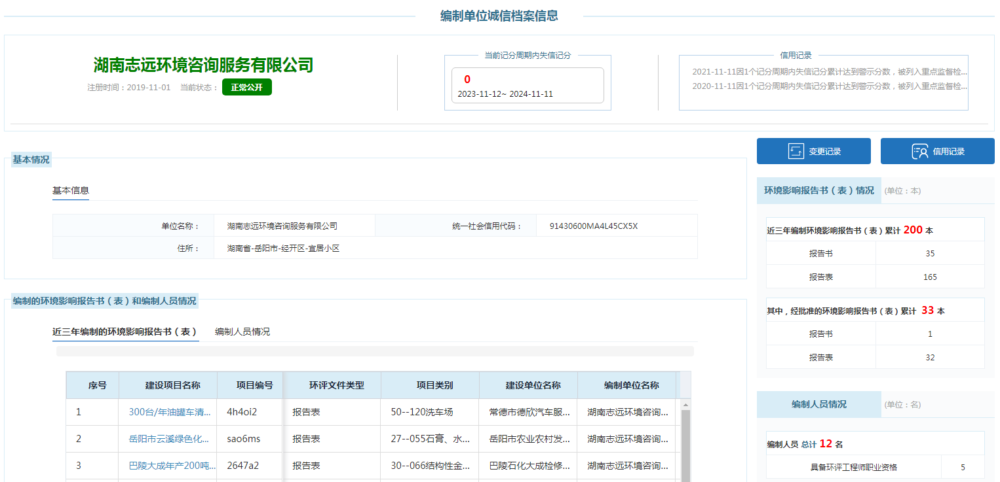 编制单位诚信档案信息
湖南志远环境咨询服务有限公司
注册时间：2019-11-01 当前状态： 正常公开
当前记分周期内失信记分
0
2023-11-12~ 2024-11-11
信用记录
2021-11-11因1个记分周期内失信记分累计达到警示分数，被列入重点监督检...
2020-11-11因1个记分周期内失信记分累计达到警示分数，被列入重点监督检...
变更记录 信用记录
基本情况
基本信息
单位名称： 湖南志远环境咨询服务有限公司 统一社会信用代码： 91430600MA4L45CX5X
住所： 湖南省-岳阳市-经开区-宜居小区
编制的环境影响报告书（表）和编制人员情况
近三年编制的环境影响报告书（表） 编制人员情况
序号 建设项目名称 项目编号 环评文件类型 项目类别 建设单位名称 编制单位名称
1 300台/年油罐车清... 4h4oi2 报告表 50--120洗车场 常德市德欣汽车服... 湖南志远环境咨询...
2 岳阳市云溪绿色化... sao6ms 报告表 27--055石膏、水... 岳阳市农业农村发... 湖南志远环境咨询...
3 巴陵大成年产200吨... 2647a2 报告表 30--066结构性金... 巴陵石化大成检修... 湖南志远环境咨询...
环境影响报告书（表）情况 (单位：本)
近三年编制环境影响报告书（表）累计 200 本
报告书 35
报告表 165
其中，经批准的环境影响报告书（表）累计 33 本
报告书 1
报告表 32
编制人员情况 (单位：名)
编制人员 总计 12 名
具备环评工程师职业资格 5